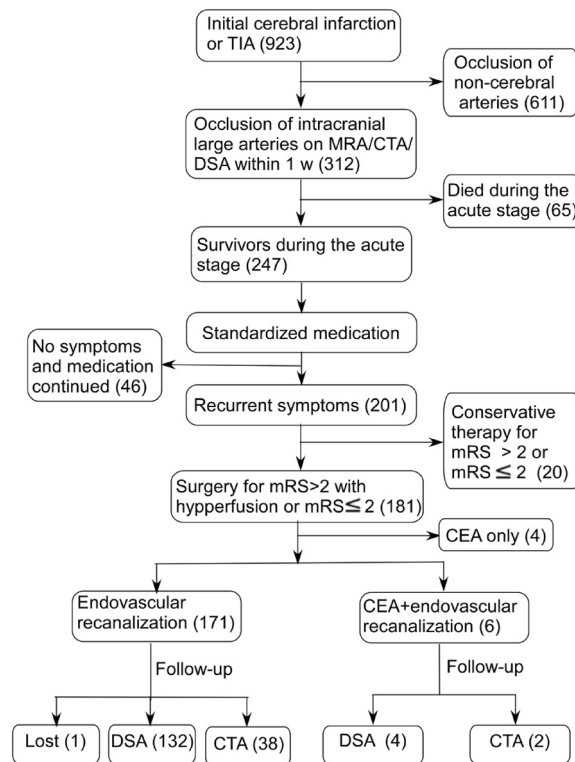 Initial cerebral infarction
or TIA (923)
Occlusion of
non-cerebral
arteries (611)
Occlusion of intracranial
large arteries on MRA/CTA/
DSA within 1 w (312)
Died during the
acute stage (65)
Survivors during the acute
stage (247)
Standardized medication
No symptoms
and medication
continued (46)
Recurrent symptoms (201)
Conservative
therapy for
mRS > 2 or
mRS ≦ 2 (20)
Surgery for mRS>2 with
hypperfusion or mRS≦2 (181)
CEA only (4)
Endovascular
recanalization (171)
CEA+endovascular
recanalization (6)
Follow-up
Follow-up
Lost (1)
DSA (132)
CTA (38)
DSA (4)
CTA (2)